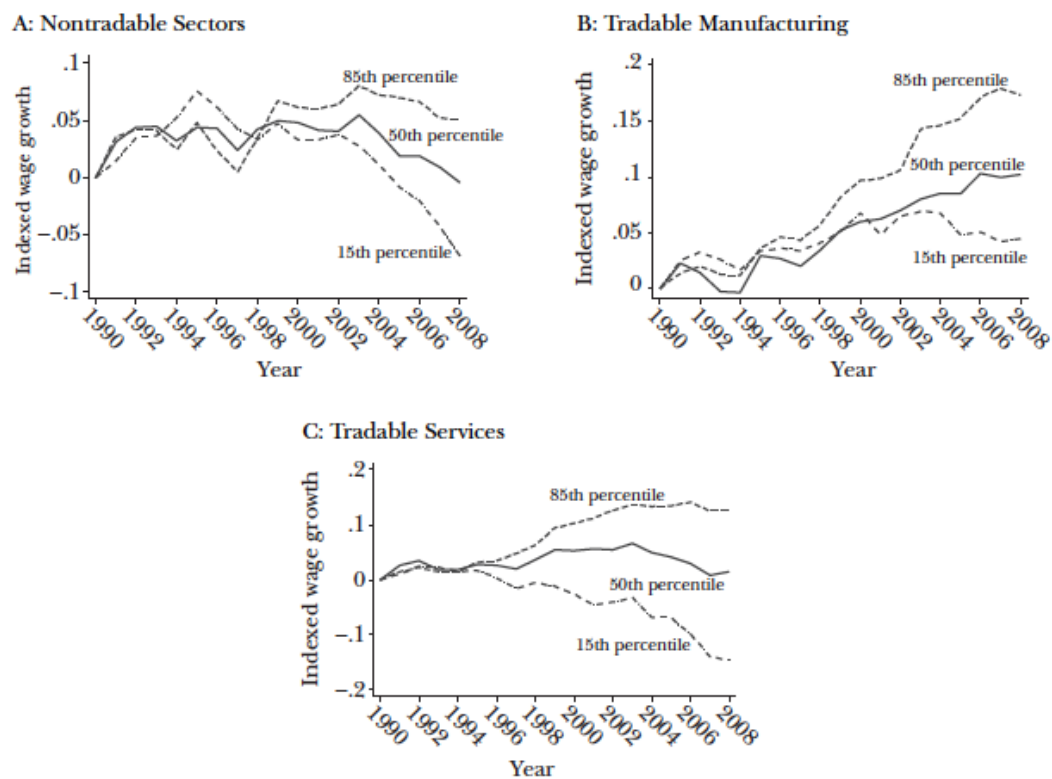 A: Nontradable Sectors
Indexed wage growth
.1
.05
0
−.05
−.1
85th percentile
50th percentile
15th percentile
1990
1992
1994
1996
1998
2000
2002
2004
2006
2008
Year
B: Tradable Manufacturing
Indexed wage growth
.2
.15
.1
.05
0
85th percentile
50th percentile
15th percentile
1990
1992
1994
1996
1998
2000
2002
2004
2006
2008
Year
C: Tradable Services
Indexed wage growth
.2
.1
0
−.1
−.2
85th percentile
50th percentile
15th percentile
1990
1992
1994
1996
1998
2000
2002
2004
2006
2008
Year